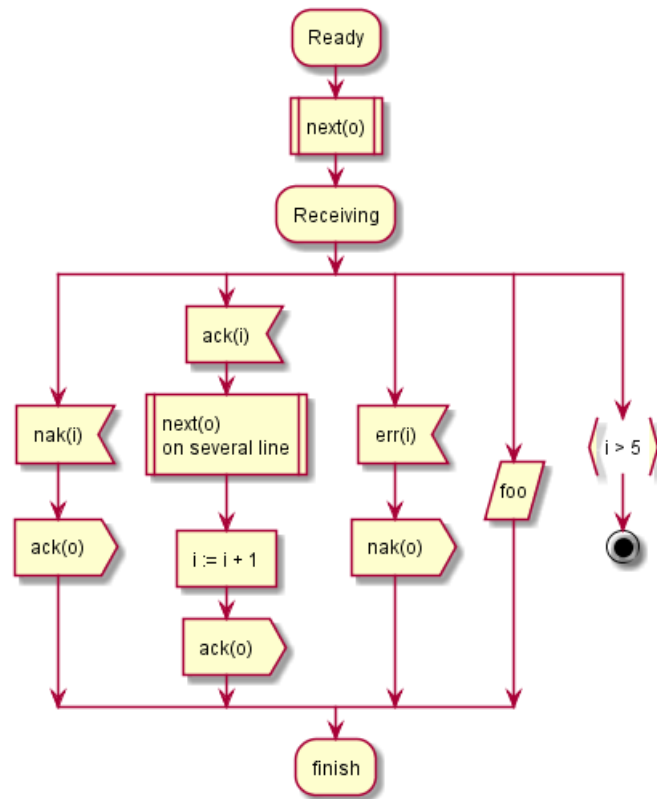 Ready
next(o)
Receiving
nak(i)
ack(o)
ack(i)
next(o)
on several line
i := i + 1
ack(o)
err(i)
nak(o)
foo
i > 5
finish